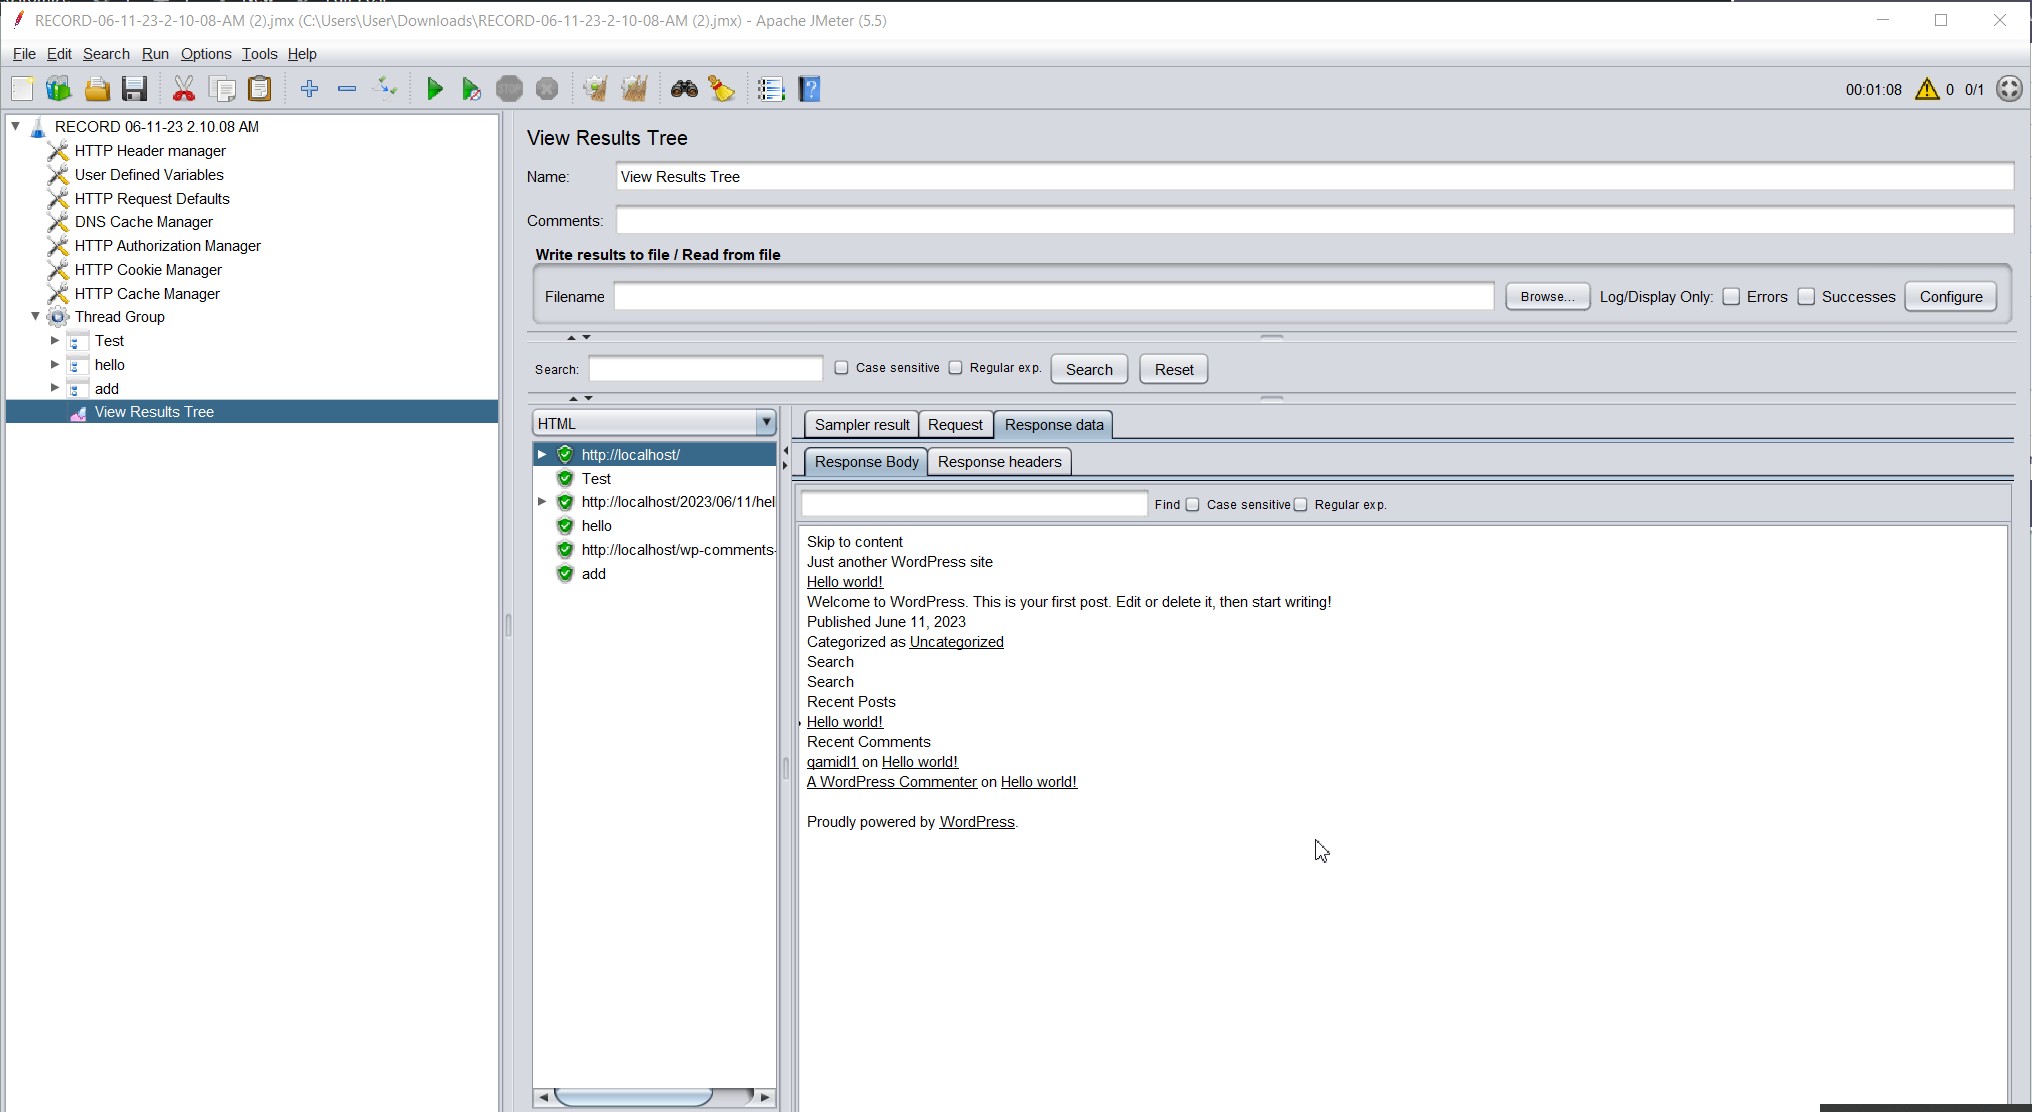 RECORD-06-11-23-2-10-08-AM (2).jmx (C:\Users\User\Downloads\RECORD-06-11-23-2-10-08-AM (2).jmx) - Apache JMeter (5.5)
File Edit Search Run Options Tools Help
STOP
00:01:08 0 0/1
RECORD 06-11-23 2.10.08 AM
HTTP Header manager
User Defined Variables
HTTP Request Defaults
DNS Cache Manager
HTTP Authorization Manager
HTTP Cookie Manager
HTTP Cache Manager
Thread Group
Test
hello
add
View Results Tree
View Results Tree
Name: View Results Tree
Comments:
Write results to file / Read from file
Filename Browse... Log/Display Only: Errors Successes Configure
Search: Case sensitive Regular exp. Search Reset
HTML
http://localhost/
Test
http://localhost/2023/06/11/hel
hello
http://localhost/wp-comments-
add
Sampler result Request Response data
Response Body Response headers
Find Case sensitive Regular exp.
Skip to content
Just another WordPress site
Hello world!
Welcome to WordPress. This is your first post. Edit or delete it, then start writing!
Published June 11, 2023
Categorized as Uncategorized
Search
Search
Recent Posts
Hello world!
Recent Comments
qamidl1 on Hello world!
A WordPress Commenter on Hello world!
Proudly powered by WordPress.